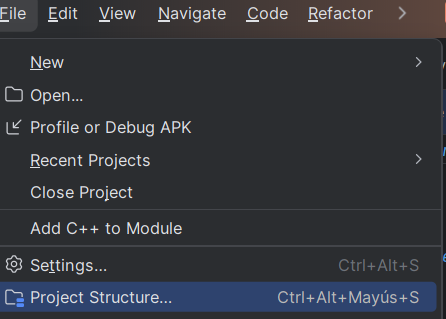 File Edit View Navigate Code Refactor
New
Open...
Profile or Debug APK
Recent Projects
Close Project
Add C++ to Module
Settings... Ctrl+Alt+S
Project Structure... Ctrl+Alt+Mayús+S